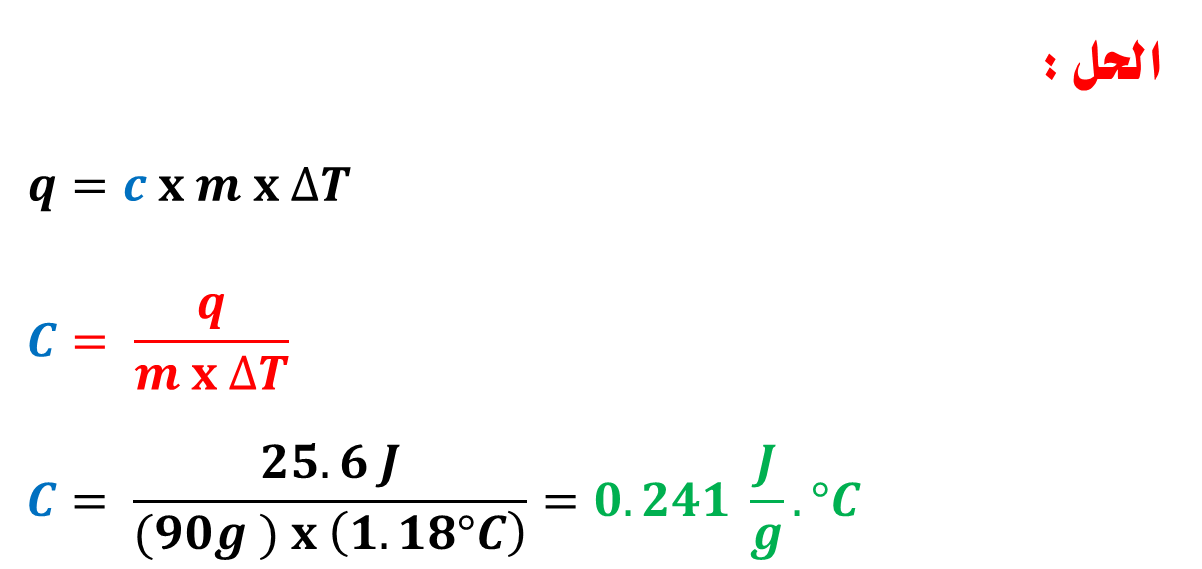 الحل :
q = c x m x ΔT
C = q / m x ΔT
C = 25.6 J / (90g ) x (1.18°C) = 0.241 J / g . °C